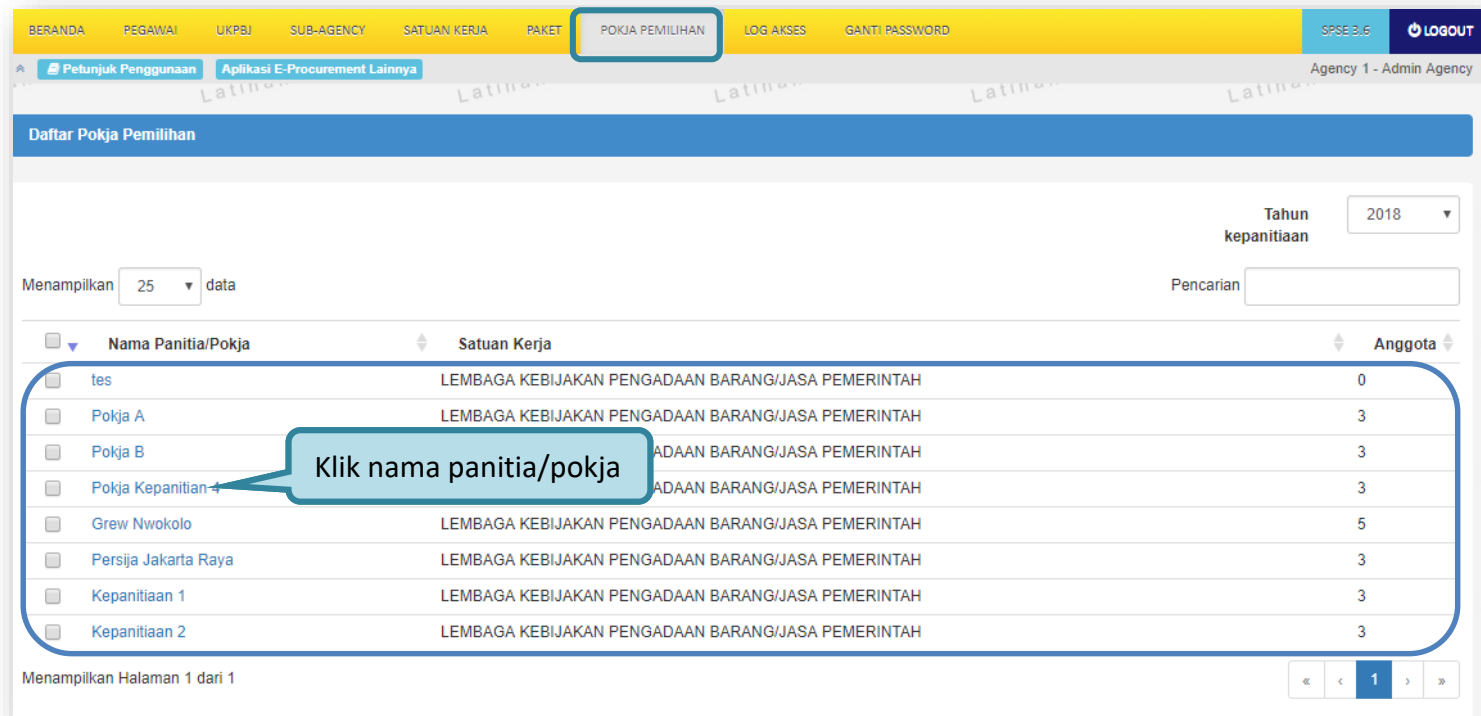 BERANDA PEGAWAI UKPBJ SUB-AGENCY SATUAN KERJA PAKET POKJA PEMILIHAN LOG AKSES GANTI PASSWORD SPSE 3.6 LOGOUT
Petunjuk Penggunaan Aplikasi E-Procurement Lainnya Agency 1 - Admin Agency
Daftar Pokja Pemilihan
Tahun 2018
kepanitiaan
Menampilkan 25 data Pencarian
Nama Panitia/Pokja Satuan Kerja Anggota
tes LEMBAGA KEBIJAKAN PENGADAAN BARANG/JASA PEMERINTAH 0
Pokja A LEMBAGA KEBIJAKAN PENGADAAN BARANG/JASA PEMERINTAH 3
Pokja B ADAAN BARANG/JASA PEMERINTAH 3
Klik nama panitia/pokja
Pokja Kepanitian 4 ADAAN BARANG/JASA PEMERINTAH 3
Grew Nwokolo LEMBAGA KEBIJAKAN PENGADAAN BARANG/JASA PEMERINTAH 5
Persija Jakarta Raya LEMBAGA KEBIJAKAN PENGADAAN BARANG/JASA PEMERINTAH 3
Kepanitiaan 1 LEMBAGA KEBIJAKAN PENGADAAN BARANG/JASA PEMERINTAH 3
Kepanitiaan 2 LEMBAGA KEBIJAKAN PENGADAAN BARANG/JASA PEMERINTAH 3
Menampilkan Halaman 1 dari 1 « ‹ 1 › »